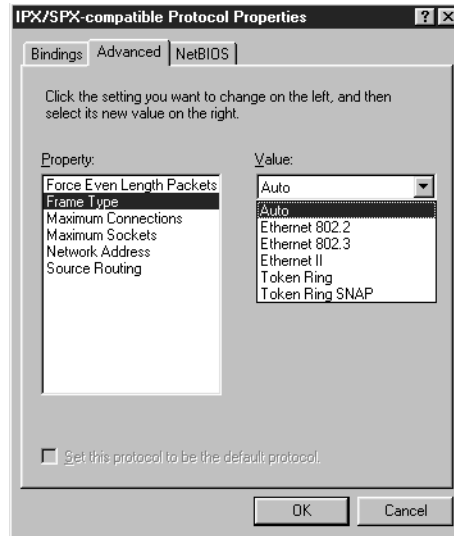 IPX/SPX-compatible Protocol Properties
Bindings Advanced NetBIOS
Click the setting you want to change on the left, and then
select its new value on the right.
Property:
Force Even Length Packets
Frame Type
Maximum Connections
Maximum Sockets
Network Address
Source Routing
Value:
Auto
Auto
Ethernet 802.2
Ethernet 802.3
Ethernet II
Token Ring
Token Ring SNAP
Set this protocol to be the default protocol.
OK Cancel